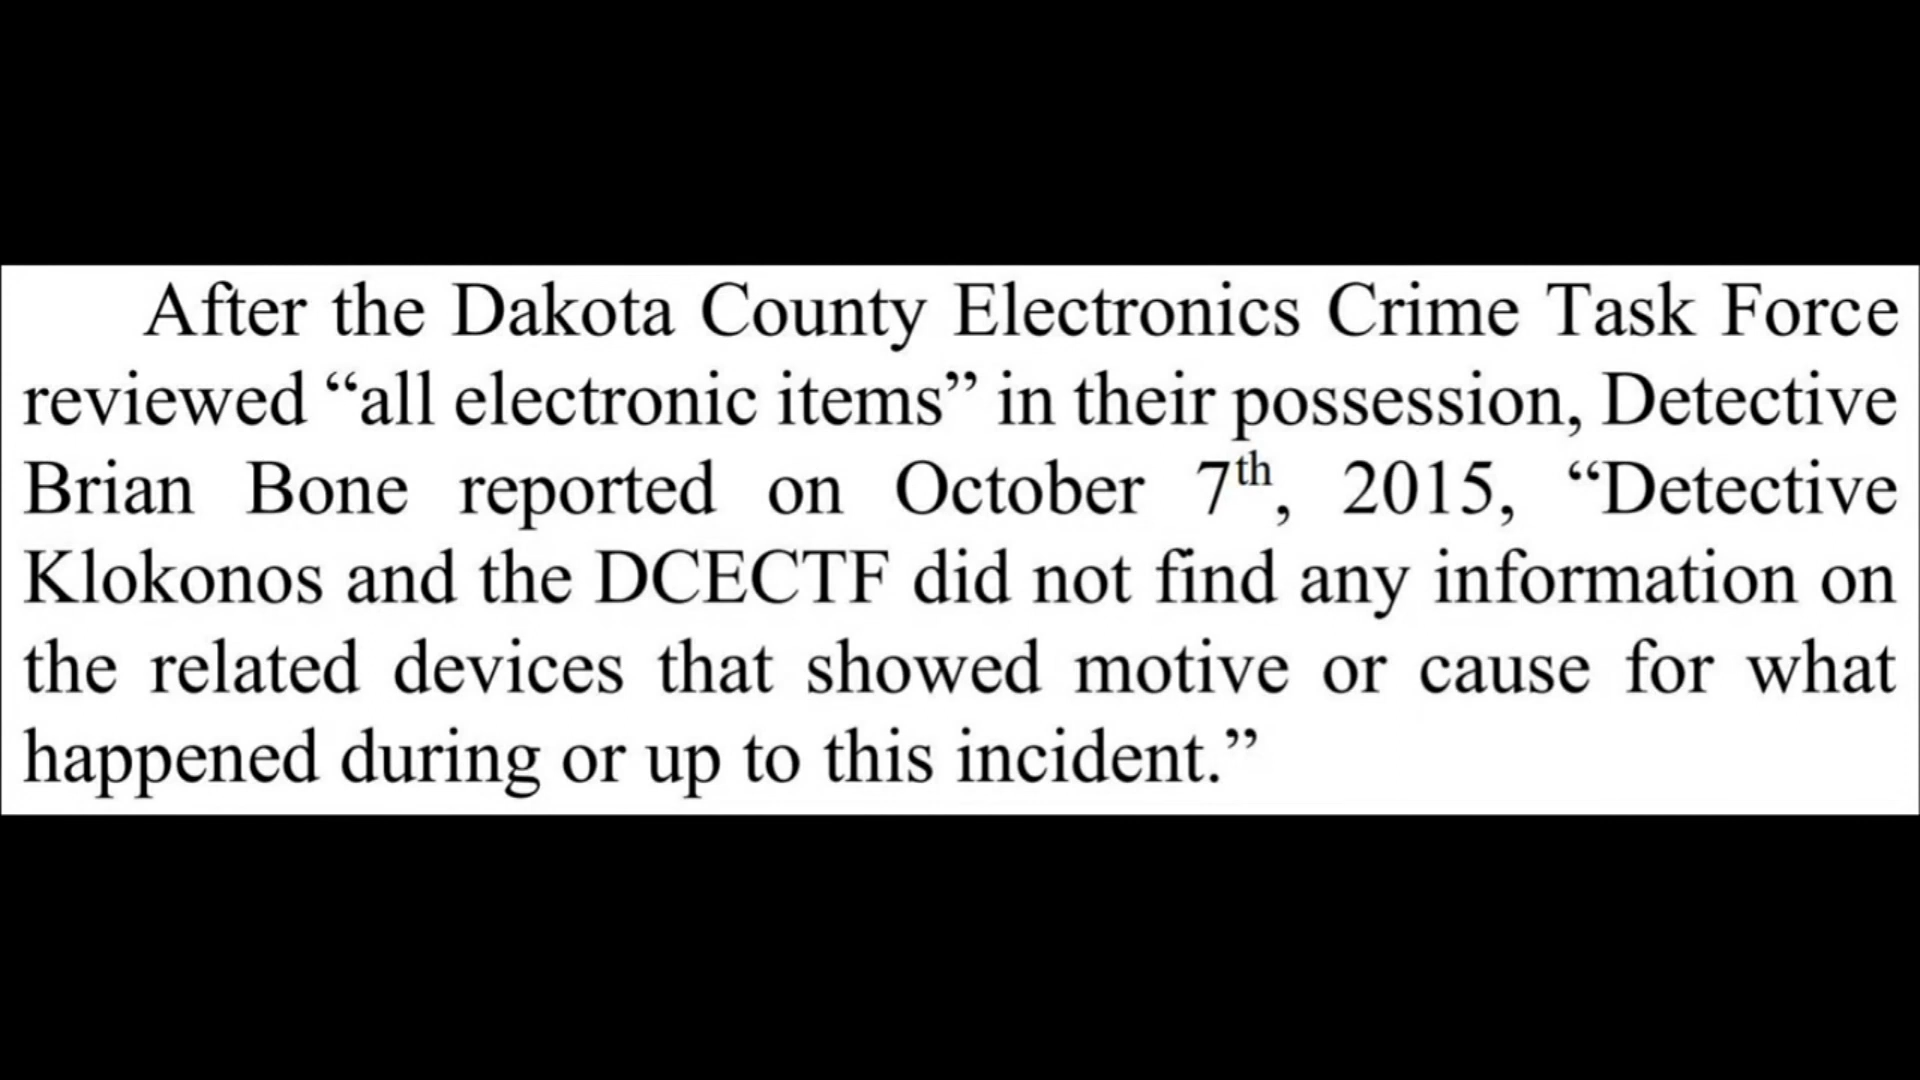 After the Dakota County Electronics Crime Task Force
reviewed “all electronic items” in their possession, Detective
Brian Bone reported on October 7th, 2015, “Detective
Klokonos and the DCECTF did not find any information on
the related devices that showed motive or cause for what
happened during or up to this incident.”